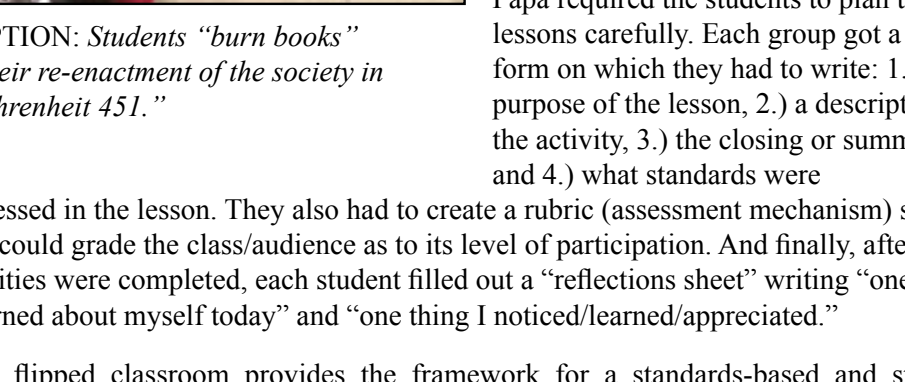 PTION: Students “burn books”
eir re-enactment of the society in
hrenheit 451.”
Papa required the students to plan
lessons carefully. Each group got a
form on which they had to write: 1.
purpose of the lesson, 2.) a descript
the activity, 3.) the closing or summ
and 4.) what standards were
essed in the lesson. They also had to create a rubric (assessment mechanism) s
could grade the class/audience as to its level of participation. And finally, afte
ities were completed, each student filled out a “reflections sheet” writing “one
rned about myself today” and “one thing I noticed/learned/appreciated.”
flipped classroom provides the framework for a standards-based and s